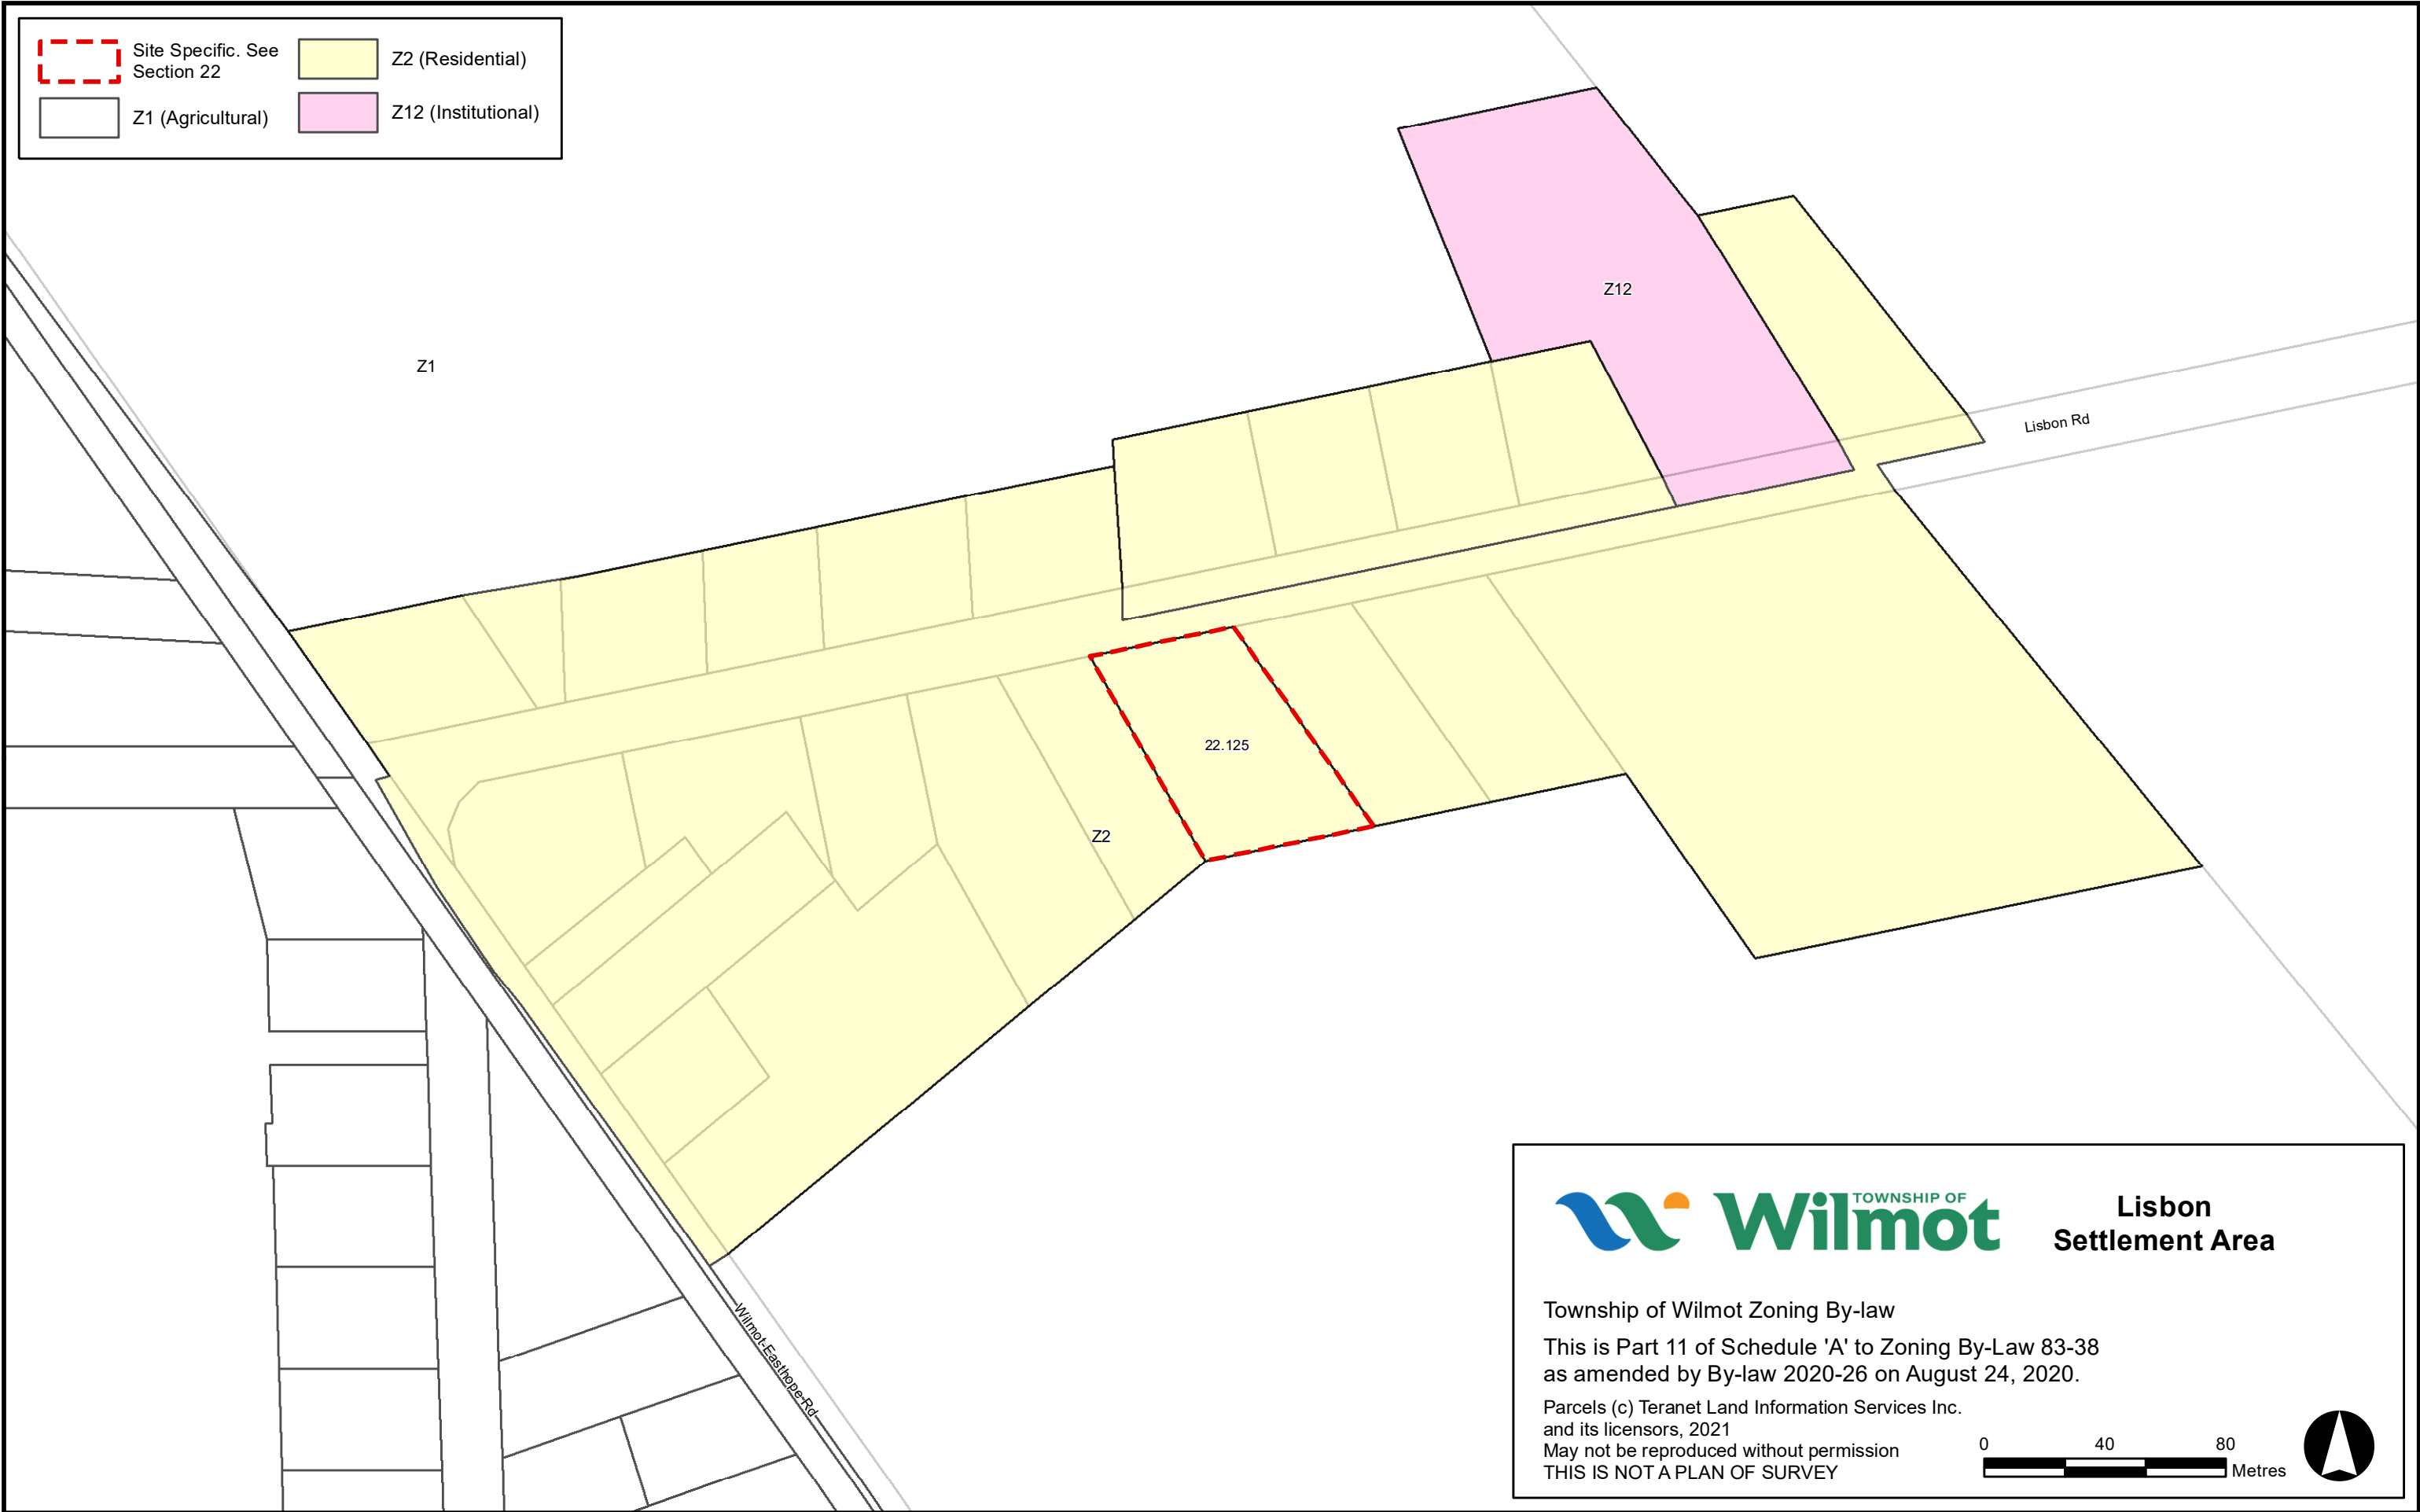 Site Specific. See
Section 22
Z2 (Residential)
Z1 (Agricultural)
Z12 (Institutional)
Z12
Z1
Lisbon Rd
22.125
Z2
Wilmot-Easthope-Rd
TOWNSHIP OF
Wilmot
Lisbon
Settlement Area
Township of Wilmot Zoning By-law
This is Part 11 of Schedule 'A' to Zoning By-Law 83-38
as amended by By-law 2020-26 on August 24, 2020.
Parcels (c) Teranet Land Information Services Inc.
and its licensors, 2021
May not be reproduced without permission
THIS IS NOT A PLAN OF SURVEY
0 40 80
Metres